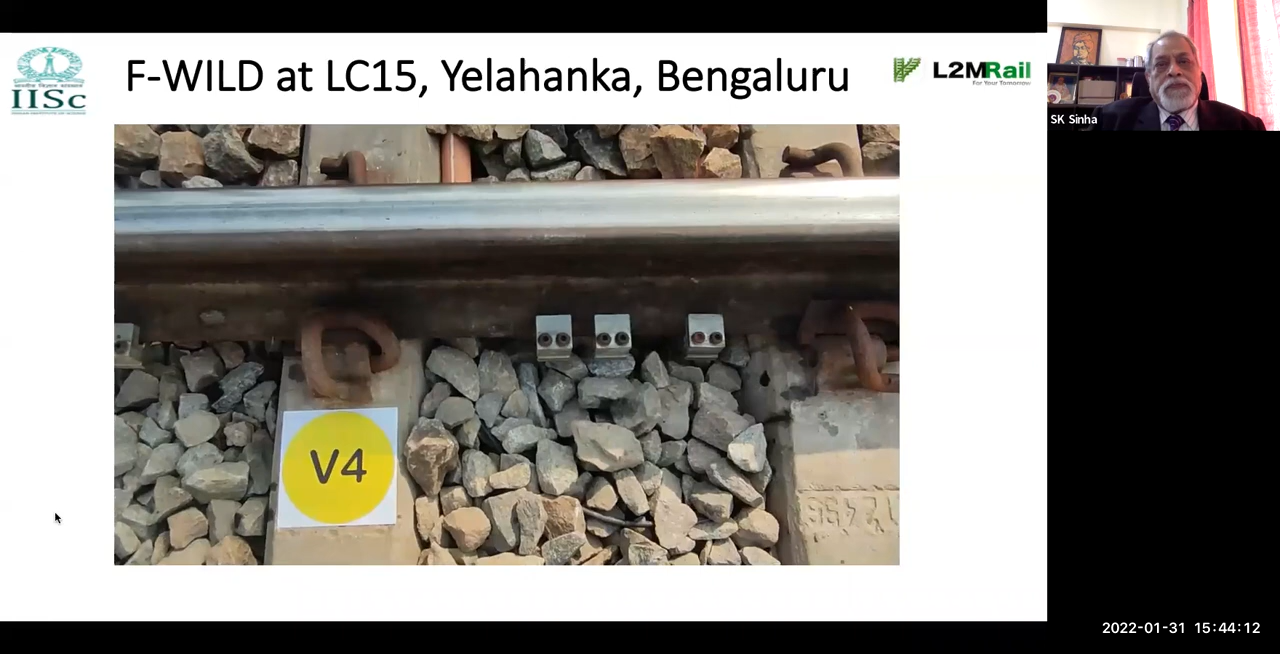 F-WILD at LC15, Yelahanka, Bengaluru
IISc
L2MRail
For Your Tomorrow
SK Sinha
V4
2022-01-31 15:44:12